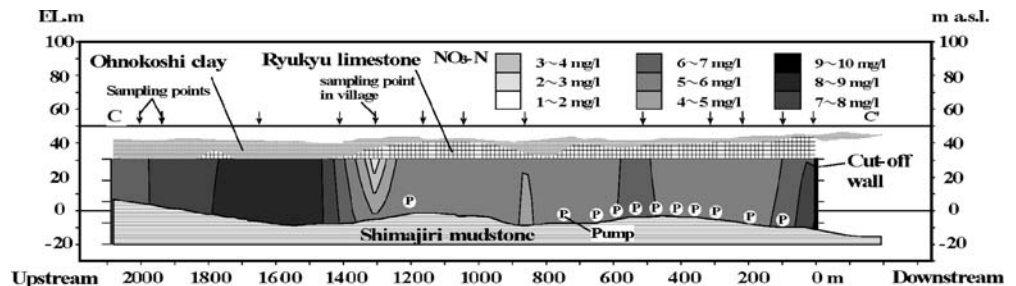 EL.m
m a.s.l.
100
80
60
40
20
0
-20
Ohnokoshi clay
Ryukyu limestone
NO₃-N
Sampling points
sampling point
in village
3~4 mg/l
2~3 mg/l
1~2 mg/l
6~7 mg/l
5~6 mg/l
4~5 mg/l
9~10 mg/l
8~9 mg/l
7~8 mg/l
C
C'
100
80
60
40
20
0
-20
Cut-off
wall
P
P P P P P P P P P P
Pump
Shimajiri mudstone
Upstream 2000 1800 1600 1400 1200 1000 800 600 400 200 0 m Downstream